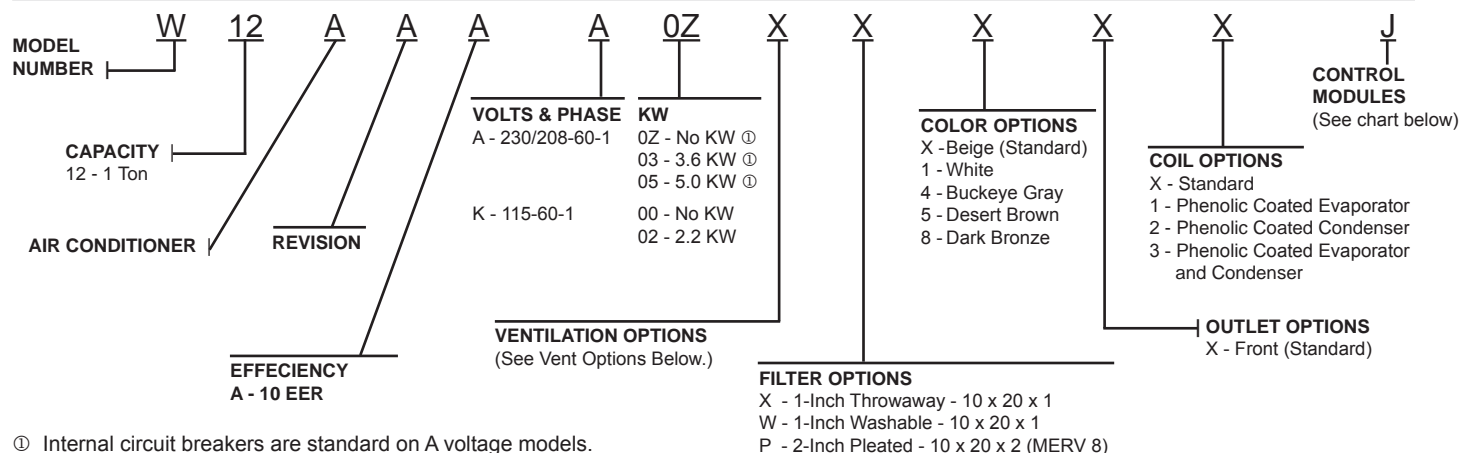 W 12 A A A A 0Z X X X X X J
MODEL
NUMBER
CAPACITY
12 - 1 Ton
AIR CONDITIONER
REVISION
EFFECIENCY
A - 10 EER
VOLTS & PHASE
A - 230/208-60-1
K - 115-60-1
KW
0Z - No KW ①
03 - 3.6 KW ①
05 - 5.0 KW ①
00 - No KW
02 - 2.2 KW
VENTILATION OPTIONS
(See Vent Options Below.)
FILTER OPTIONS
X - 1-Inch Throwaway - 10 x 20 x 1
W - 1-Inch Washable - 10 x 20 x 1
P - 2-Inch Pleated - 10 x 20 x 2 (MERV 8)
COLOR OPTIONS
X - Beige (Standard)
1 - White
4 - Buckeye Gray
5 - Desert Brown
8 - Dark Bronze
OUTLET OPTIONS
X - Front (Standard)
COIL OPTIONS
X - Standard
1 - Phenolic Coated Evaporator
2 - Phenolic Coated Condenser
3 - Phenolic Coated Evaporator
and Condenser
CONTROL
MODULES
(See chart below)
① Internal circuit breakers are standard on A voltage models.